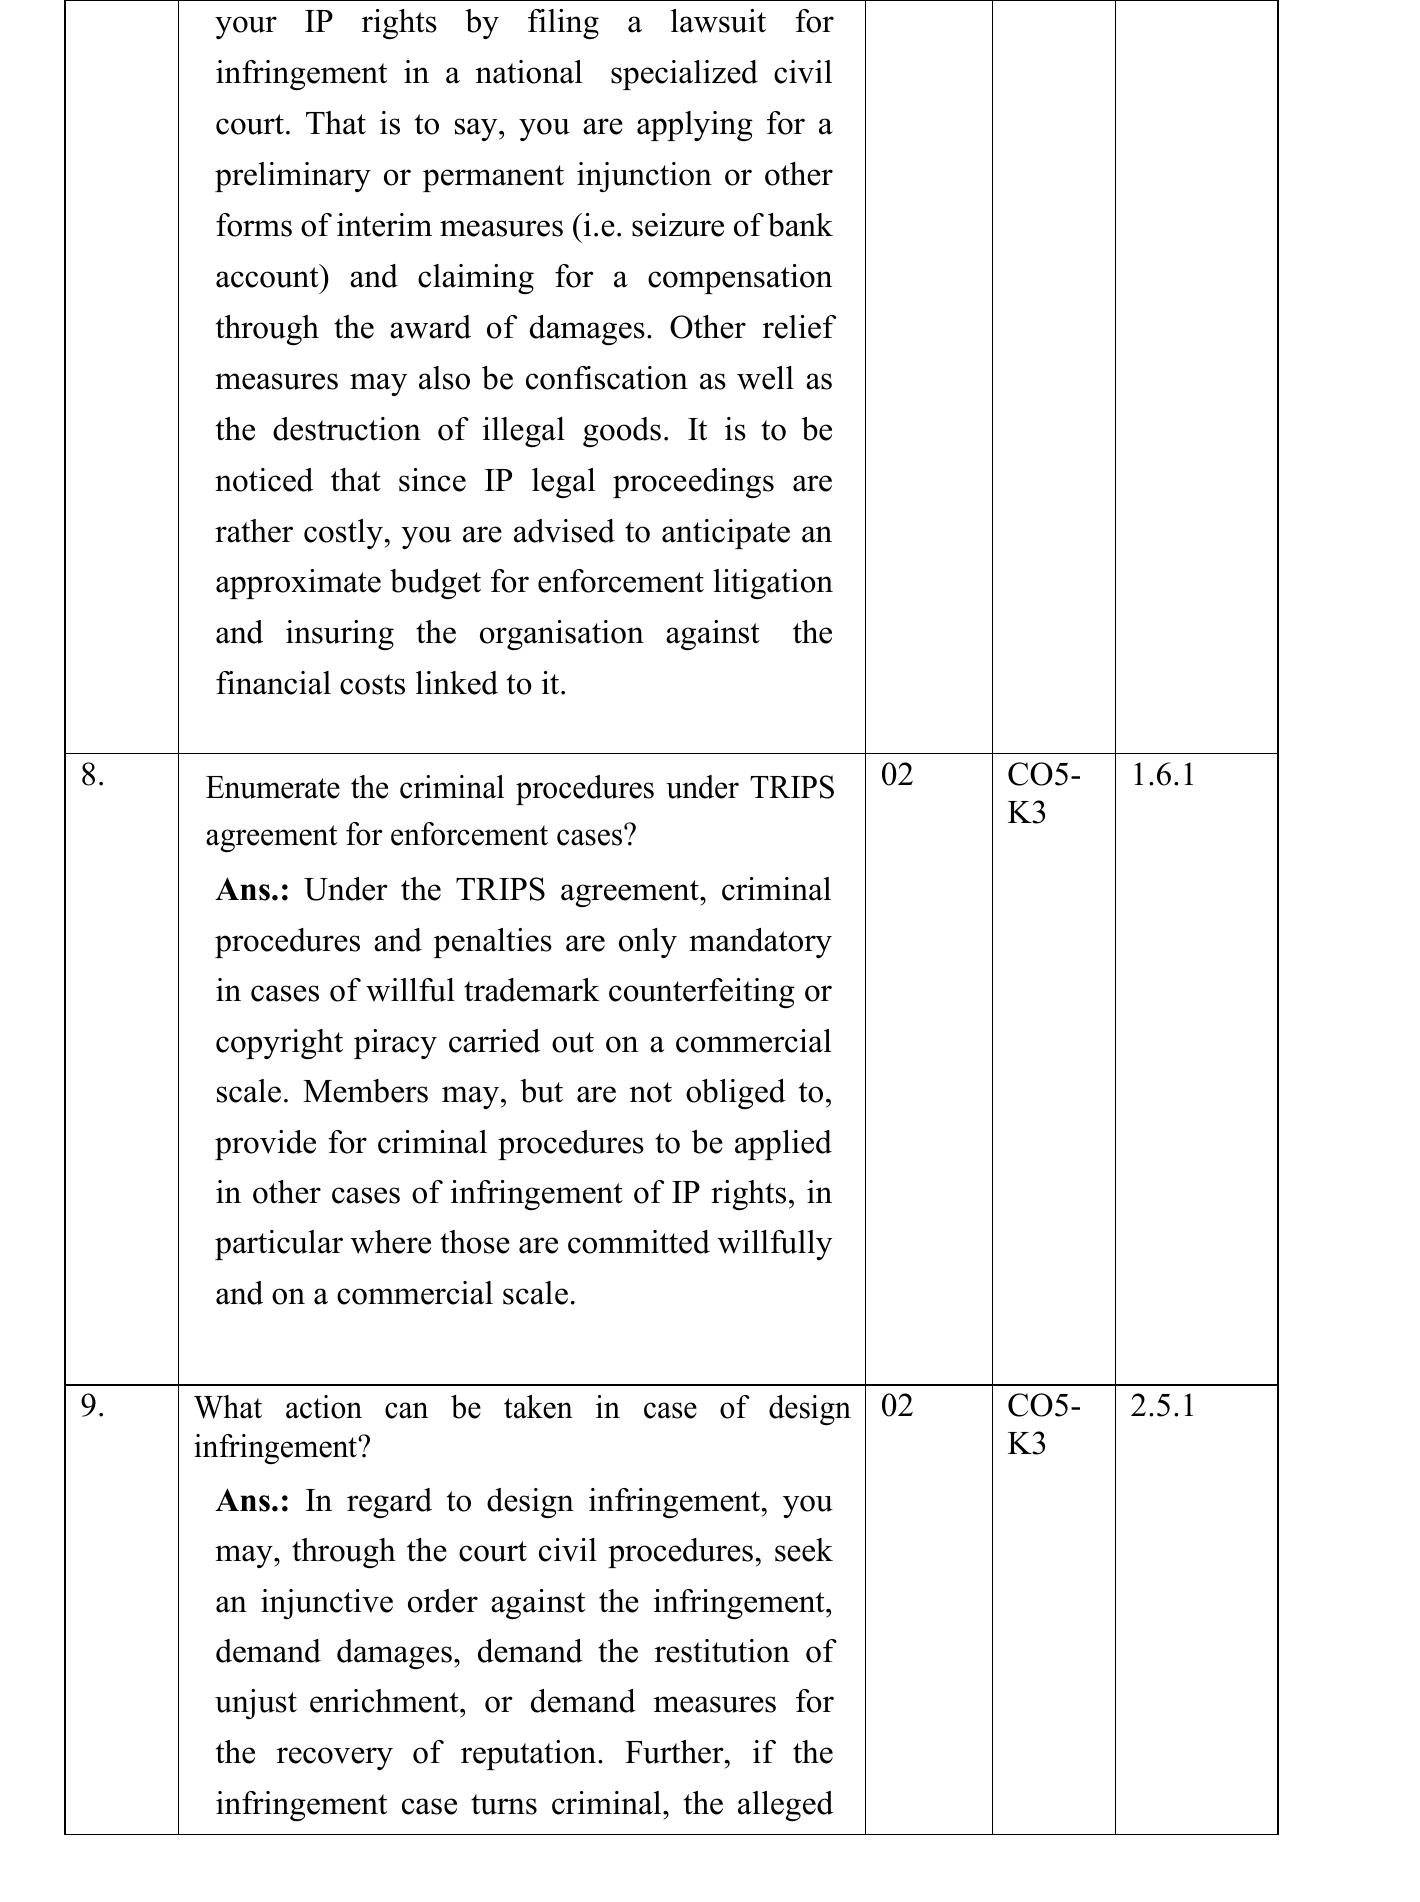 your IP rights by filing a lawsuit for
infringement in a national specialized civil
court. That is to say, you are applying for a
preliminary or permanent injunction or other
forms of interim measures (i.e. seizure of bank
account) and claiming for a compensation
through the award of damages. Other relief
measures may also be confiscation as well as
the destruction of illegal goods. It is to be
noticed that since IP legal proceedings are
rather costly, you are advised to anticipate an
approximate budget for enforcement litigation
and insuring the organisation against the
financial costs linked to it.
8.
Enumerate the criminal procedures under TRIPS
agreement for enforcement cases?
Ans.: Under the TRIPS agreement, criminal
procedures and penalties are only mandatory
in cases of willful trademark counterfeiting or
copyright piracy carried out on a commercial
scale. Members may, but are not obliged to,
provide for criminal procedures to be applied
in other cases of infringement of IP rights, in
particular where those are committed willfully
and on a commercial scale.
02
CO5-
K3
1.6.1
9.
What action can be taken in case of design
infringement?
Ans.: In regard to design infringement, you
may, through the court civil procedures, seek
an injunctive order against the infringement,
demand damages, demand the restitution of
unjust enrichment, or demand measures for
the recovery of reputation. Further, if the
infringement case turns criminal, the alleged
02
CO5-
K3
2.5.1